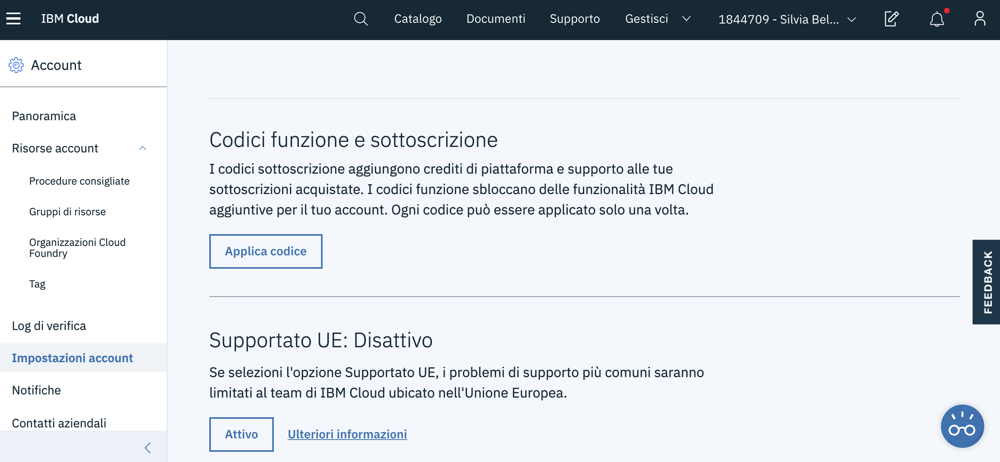 IBM Cloud
Catalogo
Documenti
Supporto
Gestisci
1844709 - Silvia Bel...
Account
Panoramica
Risorse account
Procedure consigliate
Gruppi di risorse
Organizzazioni Cloud
Foundry
Tag
Log di verifica
Impostazioni account
Notifiche
Contatti aziendali
Codici funzione e sottoscrizione
I codici sottoscrizione aggiungono crediti di piattaforma e supporto alle tue
sottoscrizioni acquistate. I codici funzione sbloccano delle funzionalità IBM Cloud
aggiuntive per il tuo account. Ogni codice può essere applicato solo una volta.
Applica codice
Supportato UE: Disattivo
Se selezioni l'opzione Supportato UE, i problemi di supporto più comuni saranno
limitati al team di IBM Cloud ubicato nell'Unione Europea.
Attivo
Ulteriori informazioni
FEEDBACK